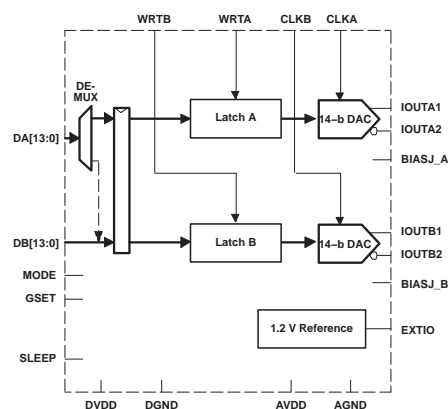 WRTB WRTA CLKB CLKA
DE-
MUX
IOUTA1
Latch A
14–b DAC
IOUTA2
DA[13:0]
BIASJ_A
IOUTB1
DB[13:0]
Latch B
14–b DAC
IOUTB2
MODE
BIASJ_B
GSET
1.2 V Reference
EXTIO
SLEEP
DVDD DGND AVDD AGND